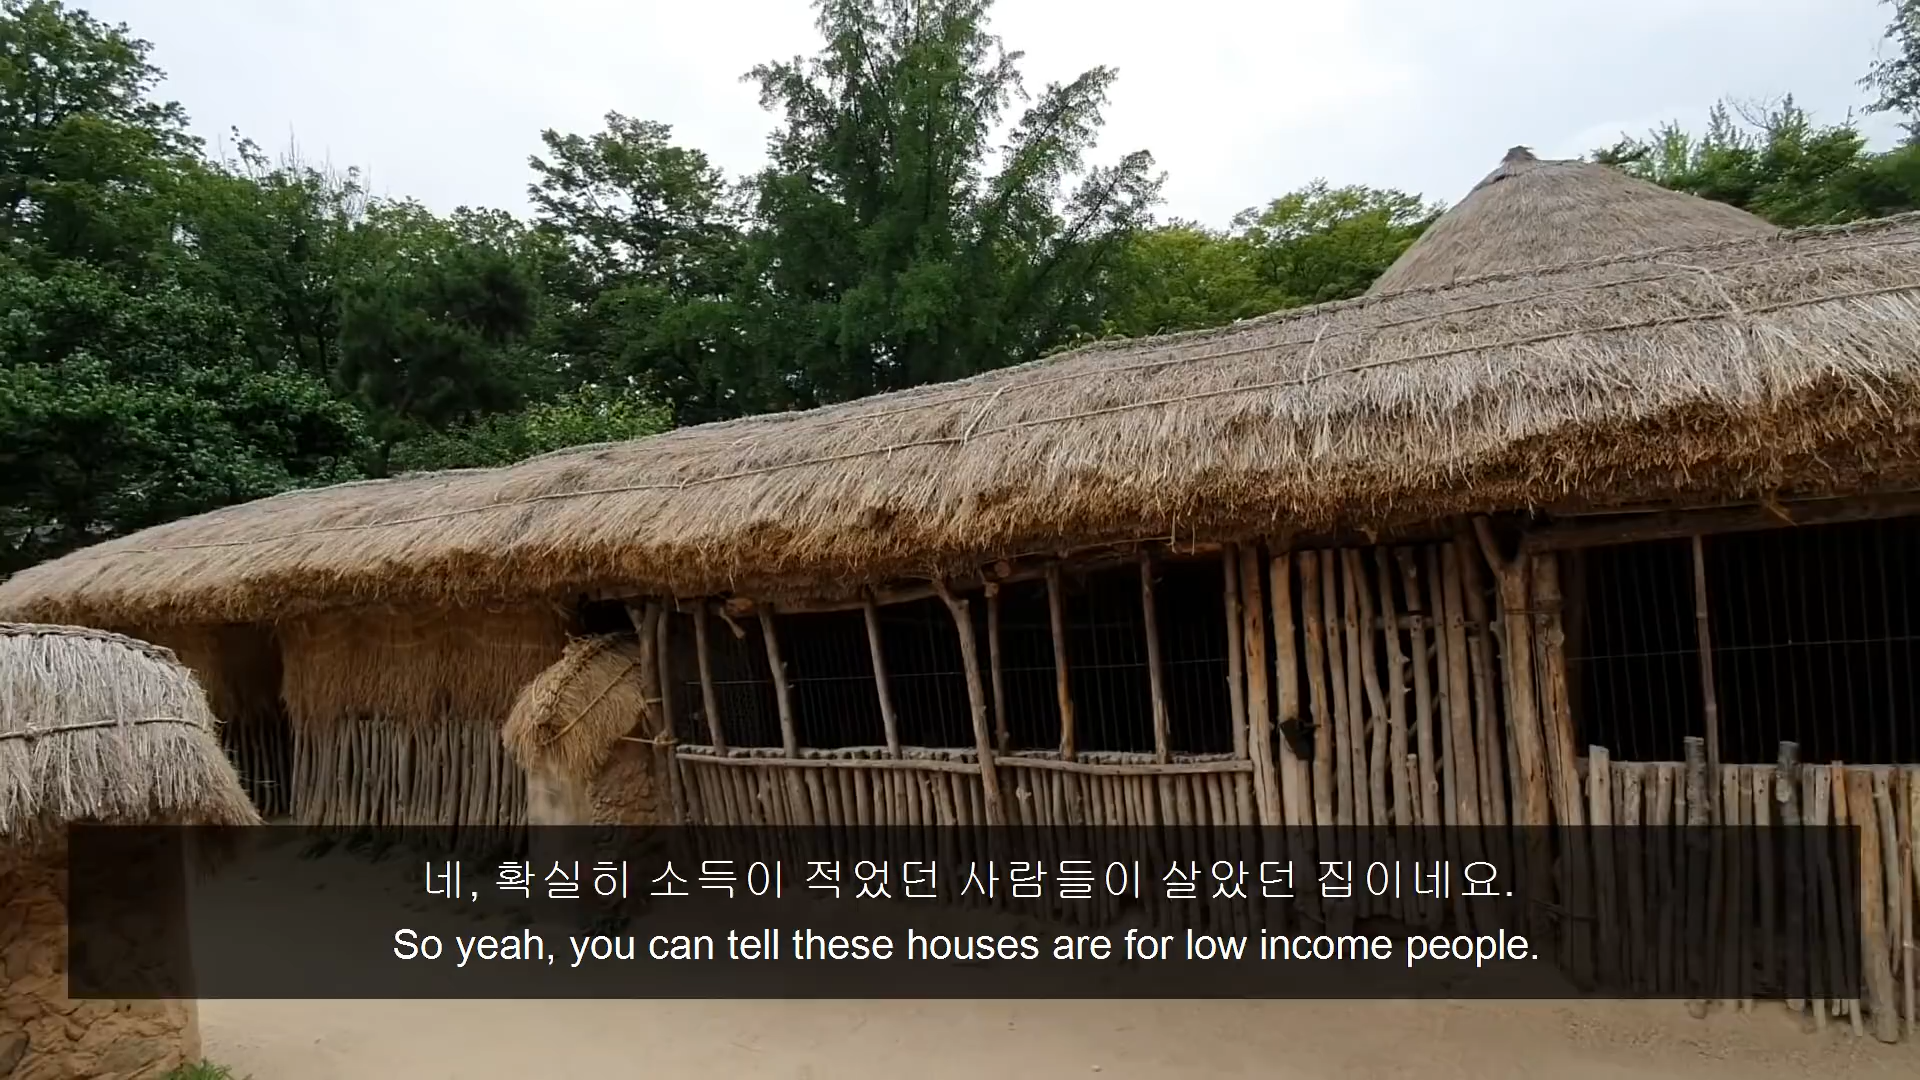 네, 확실히 소득이 적었던 사람들이 살았던 집이네요.
So yeah, you can tell these houses are for low income people.